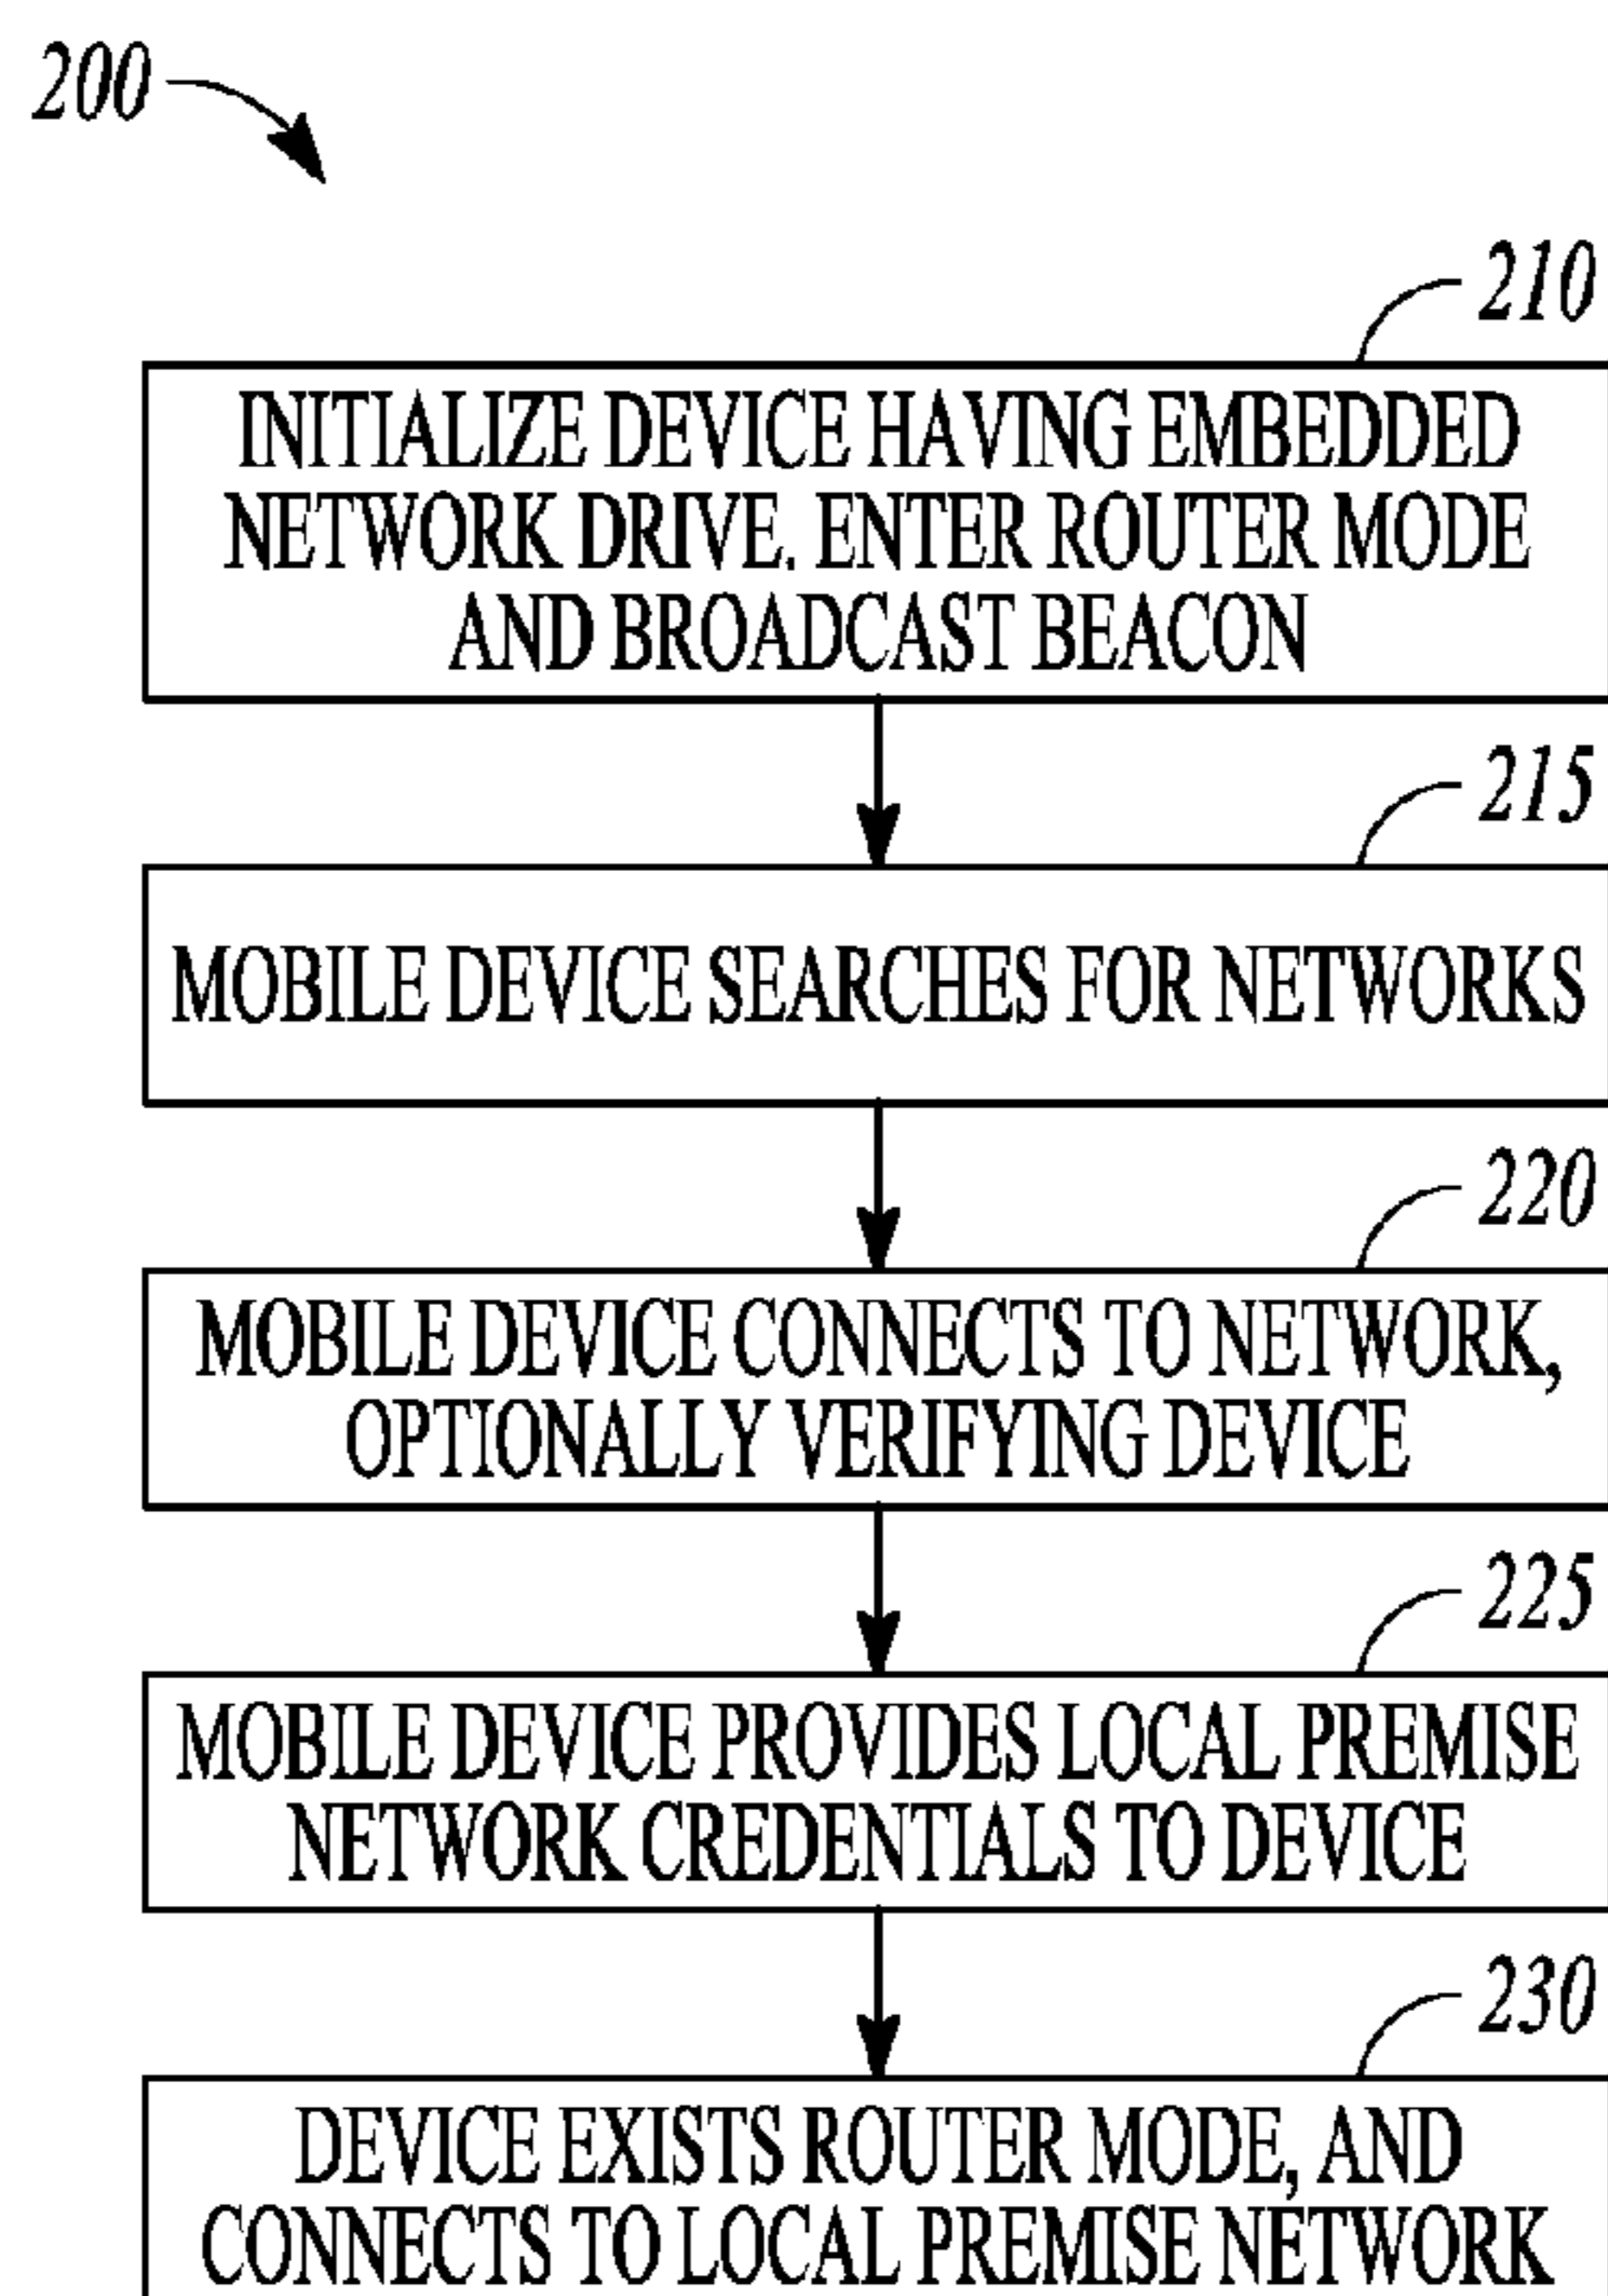 200
210
INITIALIZE DEVICE HAVING EMBEDDED
NETWORK DRIVE. ENTER ROUTER MODE
AND BROADCAST BEACON
215
MOBILE DEVICE SEARCHES FOR NETWORKS
220
MOBILE DEVICE CONNECTS TO NETWORK,
OPTIONALLY VERIFYING DEVICE
225
MOBILE DEVICE PROVIDES LOCAL PREMISE
NETWORK CREDENTIALS TO DEVICE
230
DEVICE EXISTS ROUTER MODE, AND
CONNECTS TO LOCAL PREMISE NETWORK